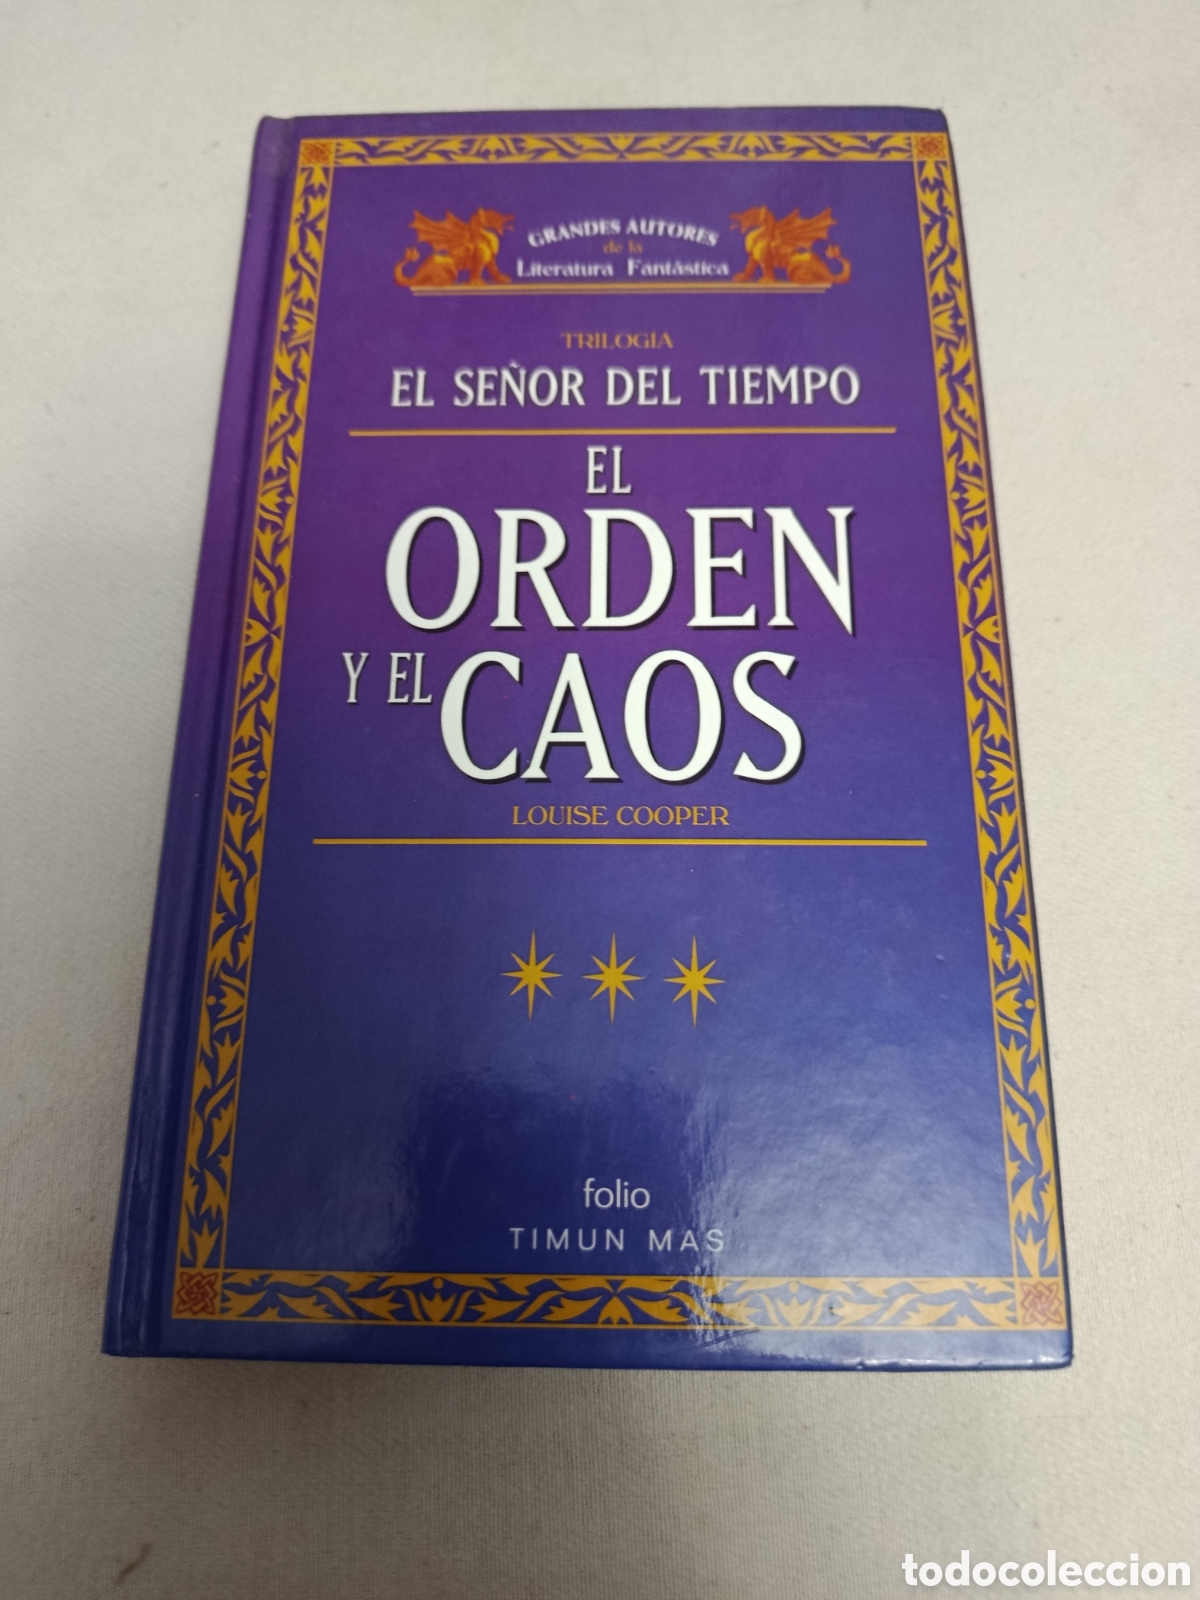 GRANDES AUTORES
de la
Literatura Fantástica
TRILOGIA
EL SEÑOR DEL TIEMPO
EL
ORDEN
Y EL CAOS
LOUISE COOPER
folio
TIMUN MAS
todocoleccion